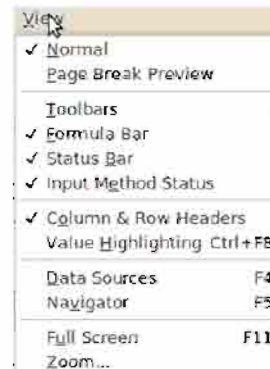 View
Normal
Page Break Preview
Toolbars
Formula Bar
Status Bar
Input Method Status
Column & Row Headers
Value Highlighting Ctrl+F8
Data Sources F4
Navigator F5
Full Screen F11
Zoom...